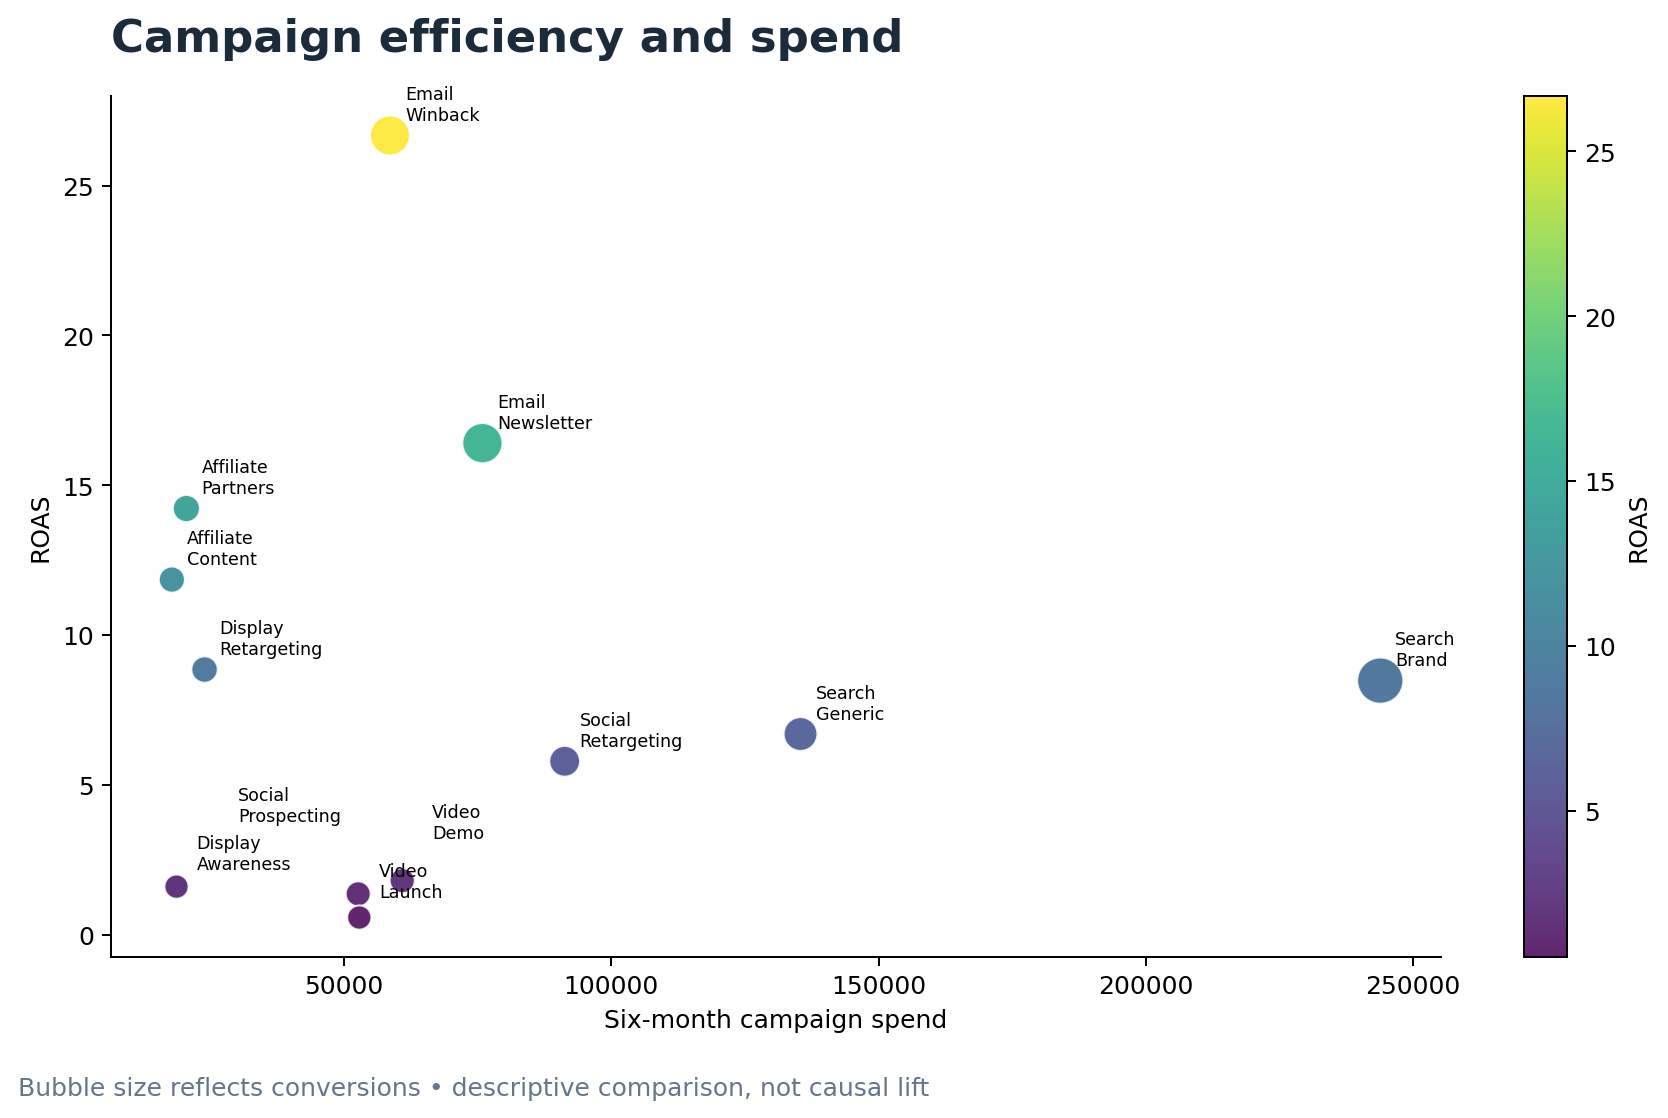 Campaign efficiency and spend
Email
Winback
25
20
15
10
5
0
ROAS
Email
Newsletter
Affiliate
Partners
Affiliate
Content
Display
Retargeting
Search
Brand
Search
Generic
Social
Retargeting
Social
Prospecting
Video
Demo
Display
Awareness
Video
Launch
50000
100000
150000
200000
250000
Six-month campaign spend
25
20
15
10
5
ROAS
Bubble size reflects conversions • descriptive comparison, not causal lift